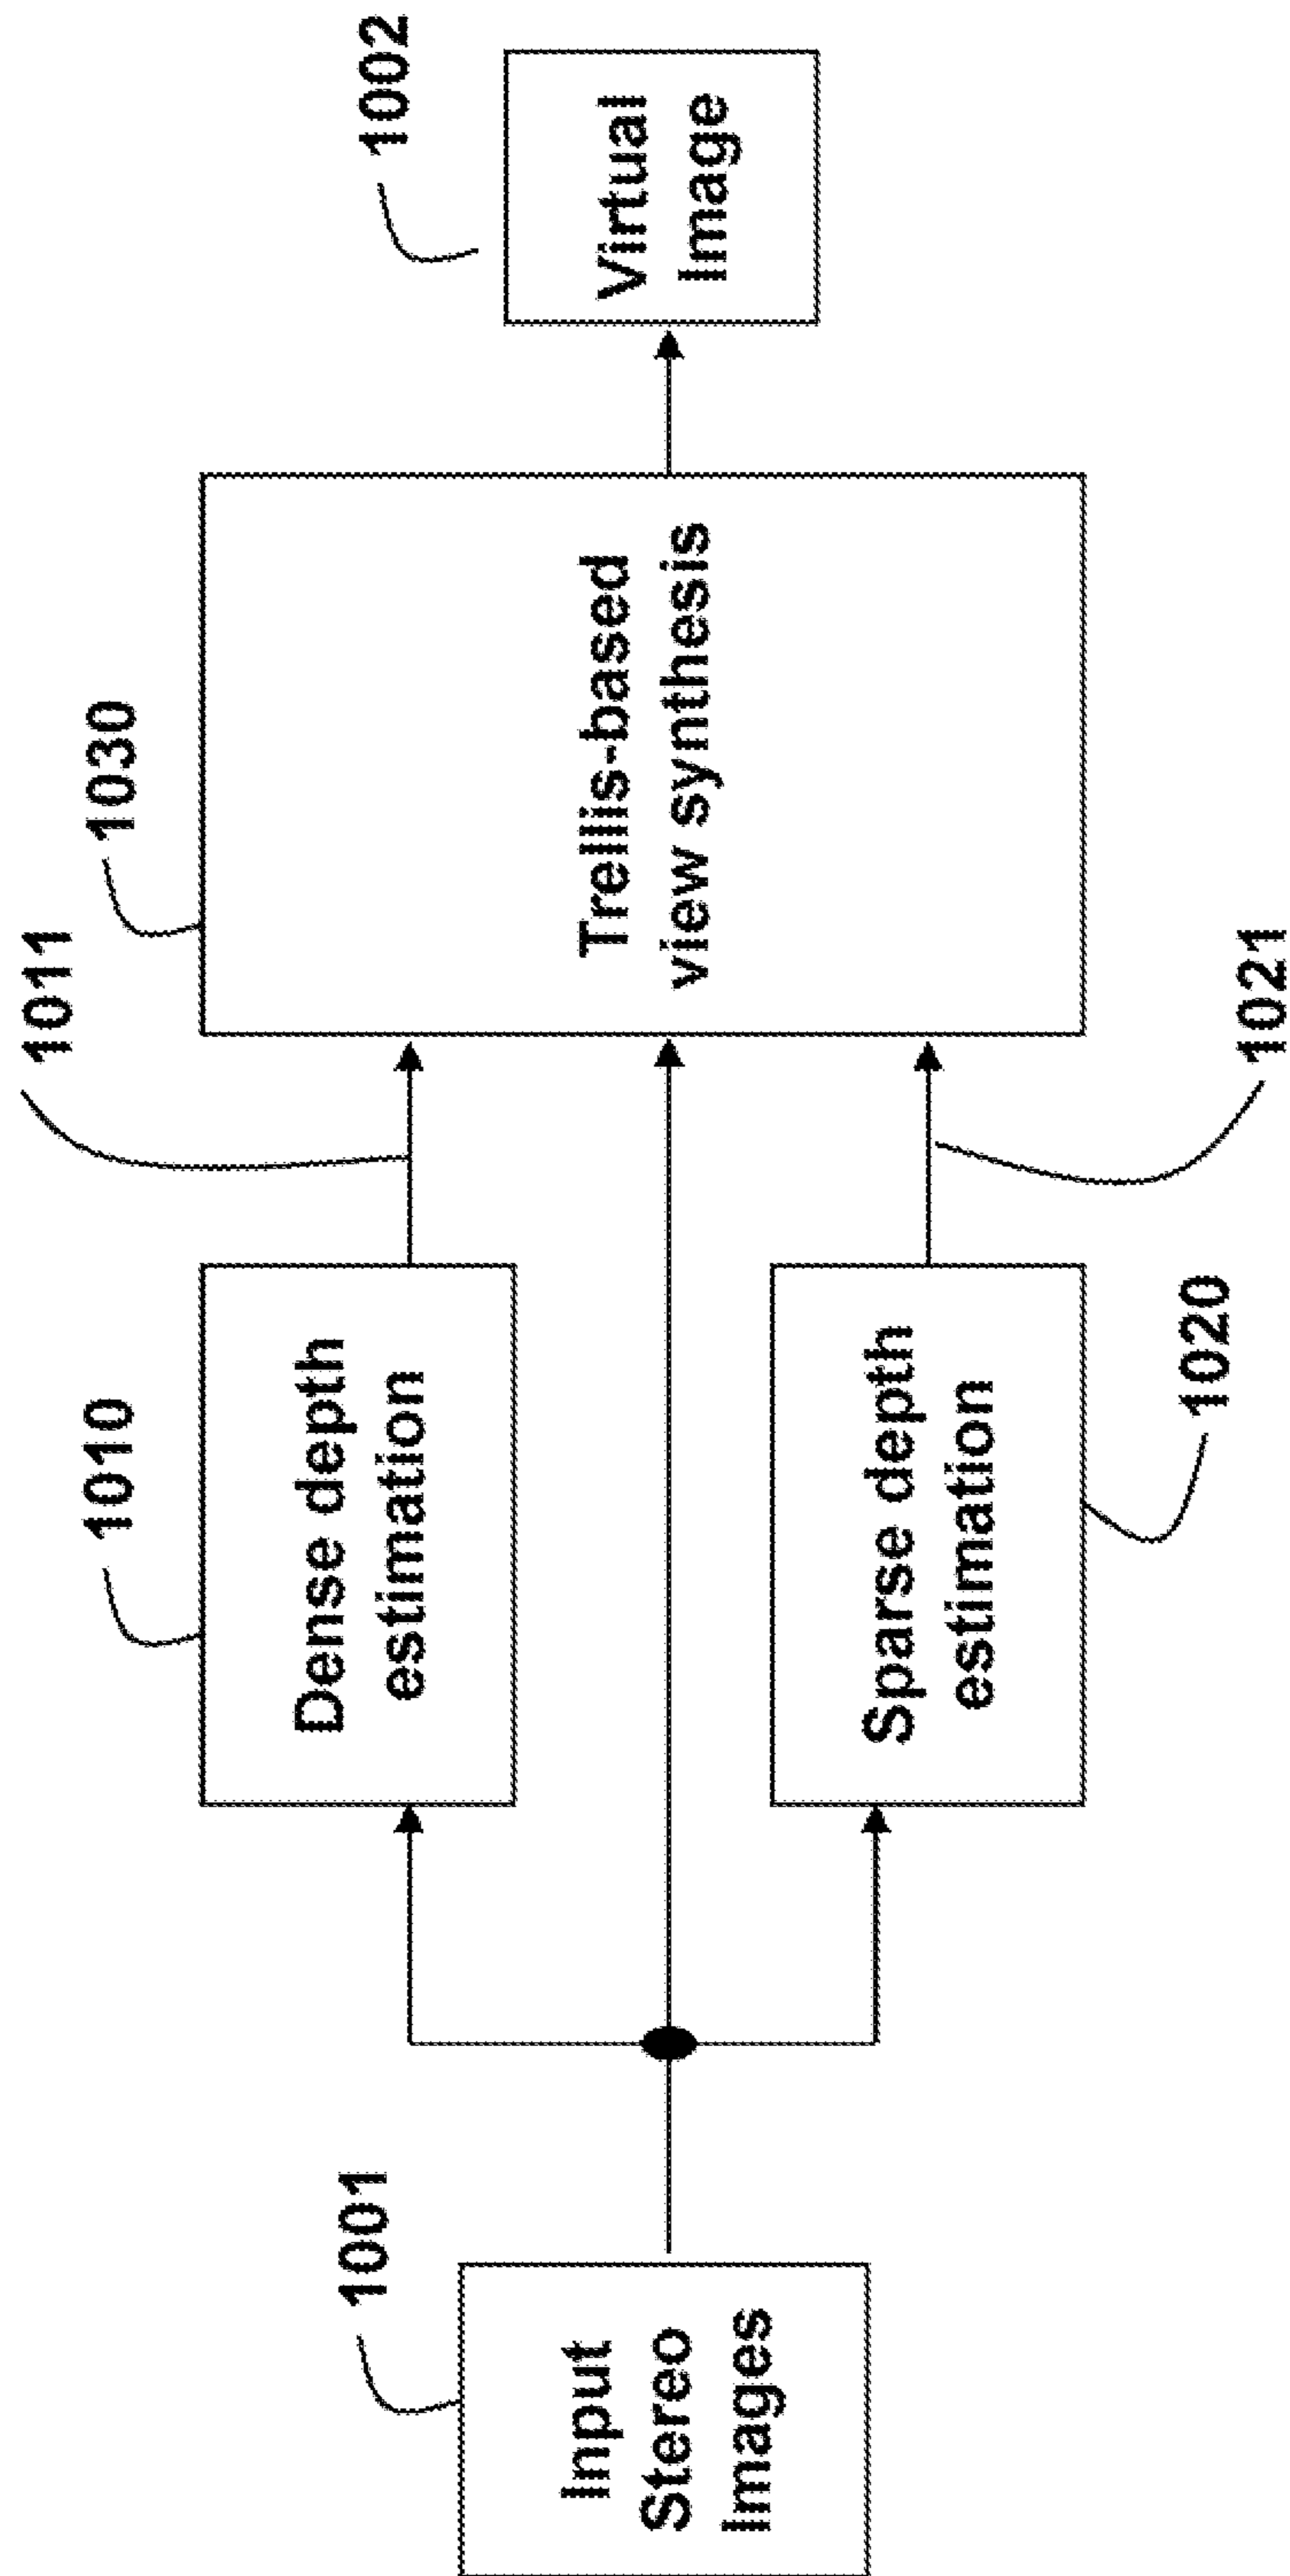 1001
Input
Stereo
Images
1010
Dense depth
estimation
1011
Sparse depth
estimation
1020
1021
1030
Trellis-based
view synthesis
1002
Virtual
Image